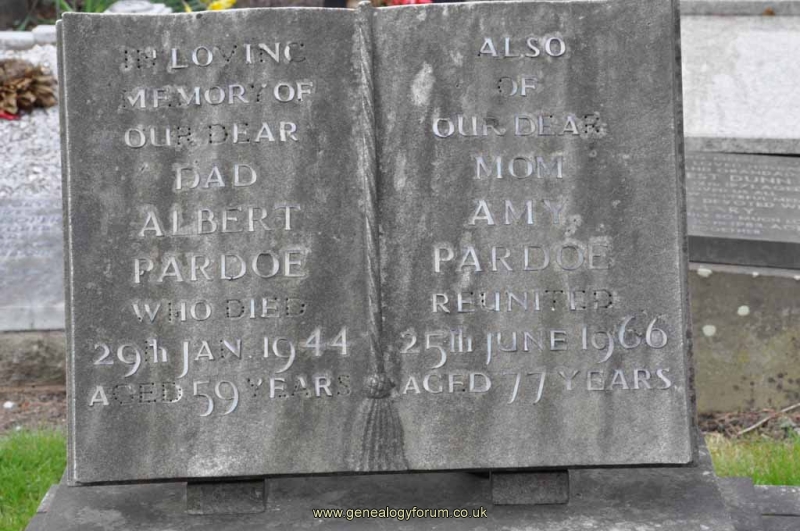 IN LOVING
MEMORY OF
OUR DEAR
DAD
ALBERT
PARDOE
WHO DIED
29th JAN. 1944
AGED 59 YEARS
ALSO
OF
OUR DEAR
MOM
AMY
PARDOE
REUNITED
25TH JUNE 1966
AGED 77 YEARS
www.genealogyforum.co.uk